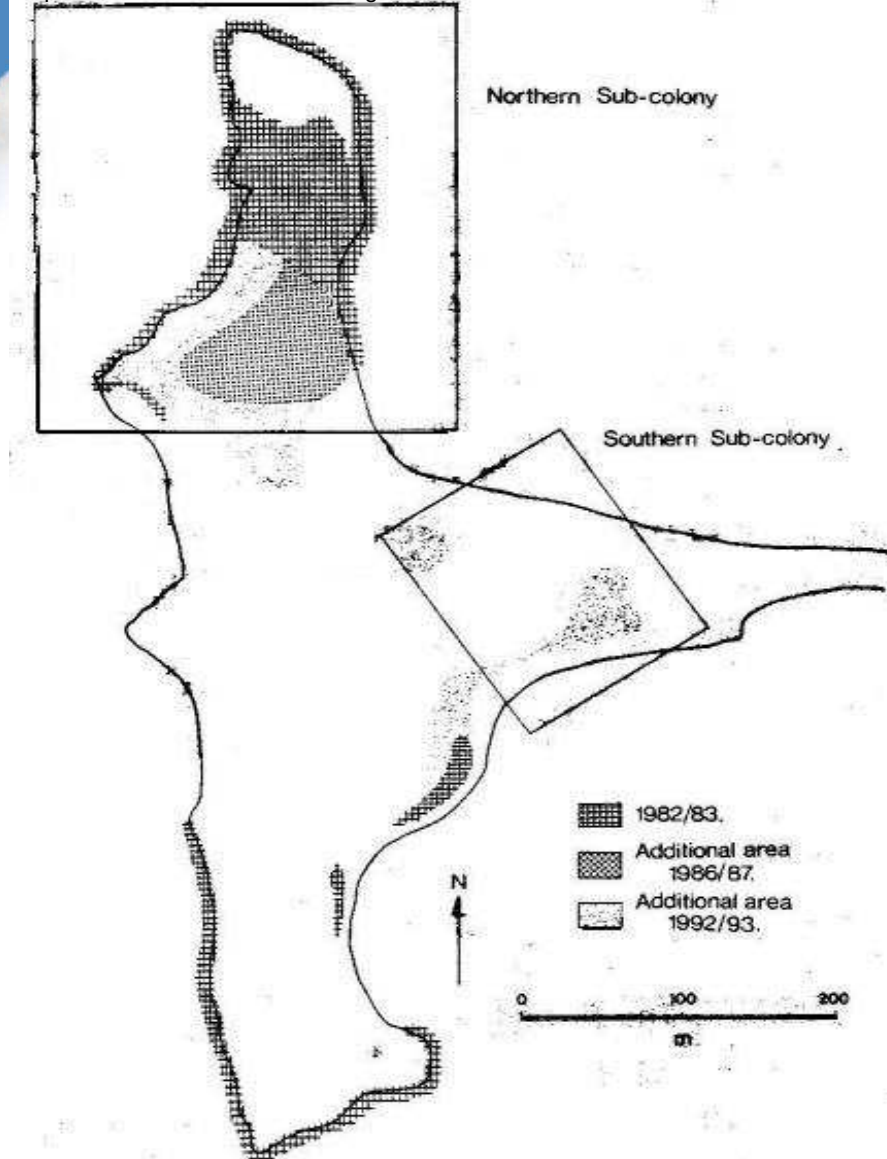 Northern Sub-colony
Southern Sub-colony
1982/83.
Additional area
1986/87.
Additional area
1992/93.
N
0 100 200
m